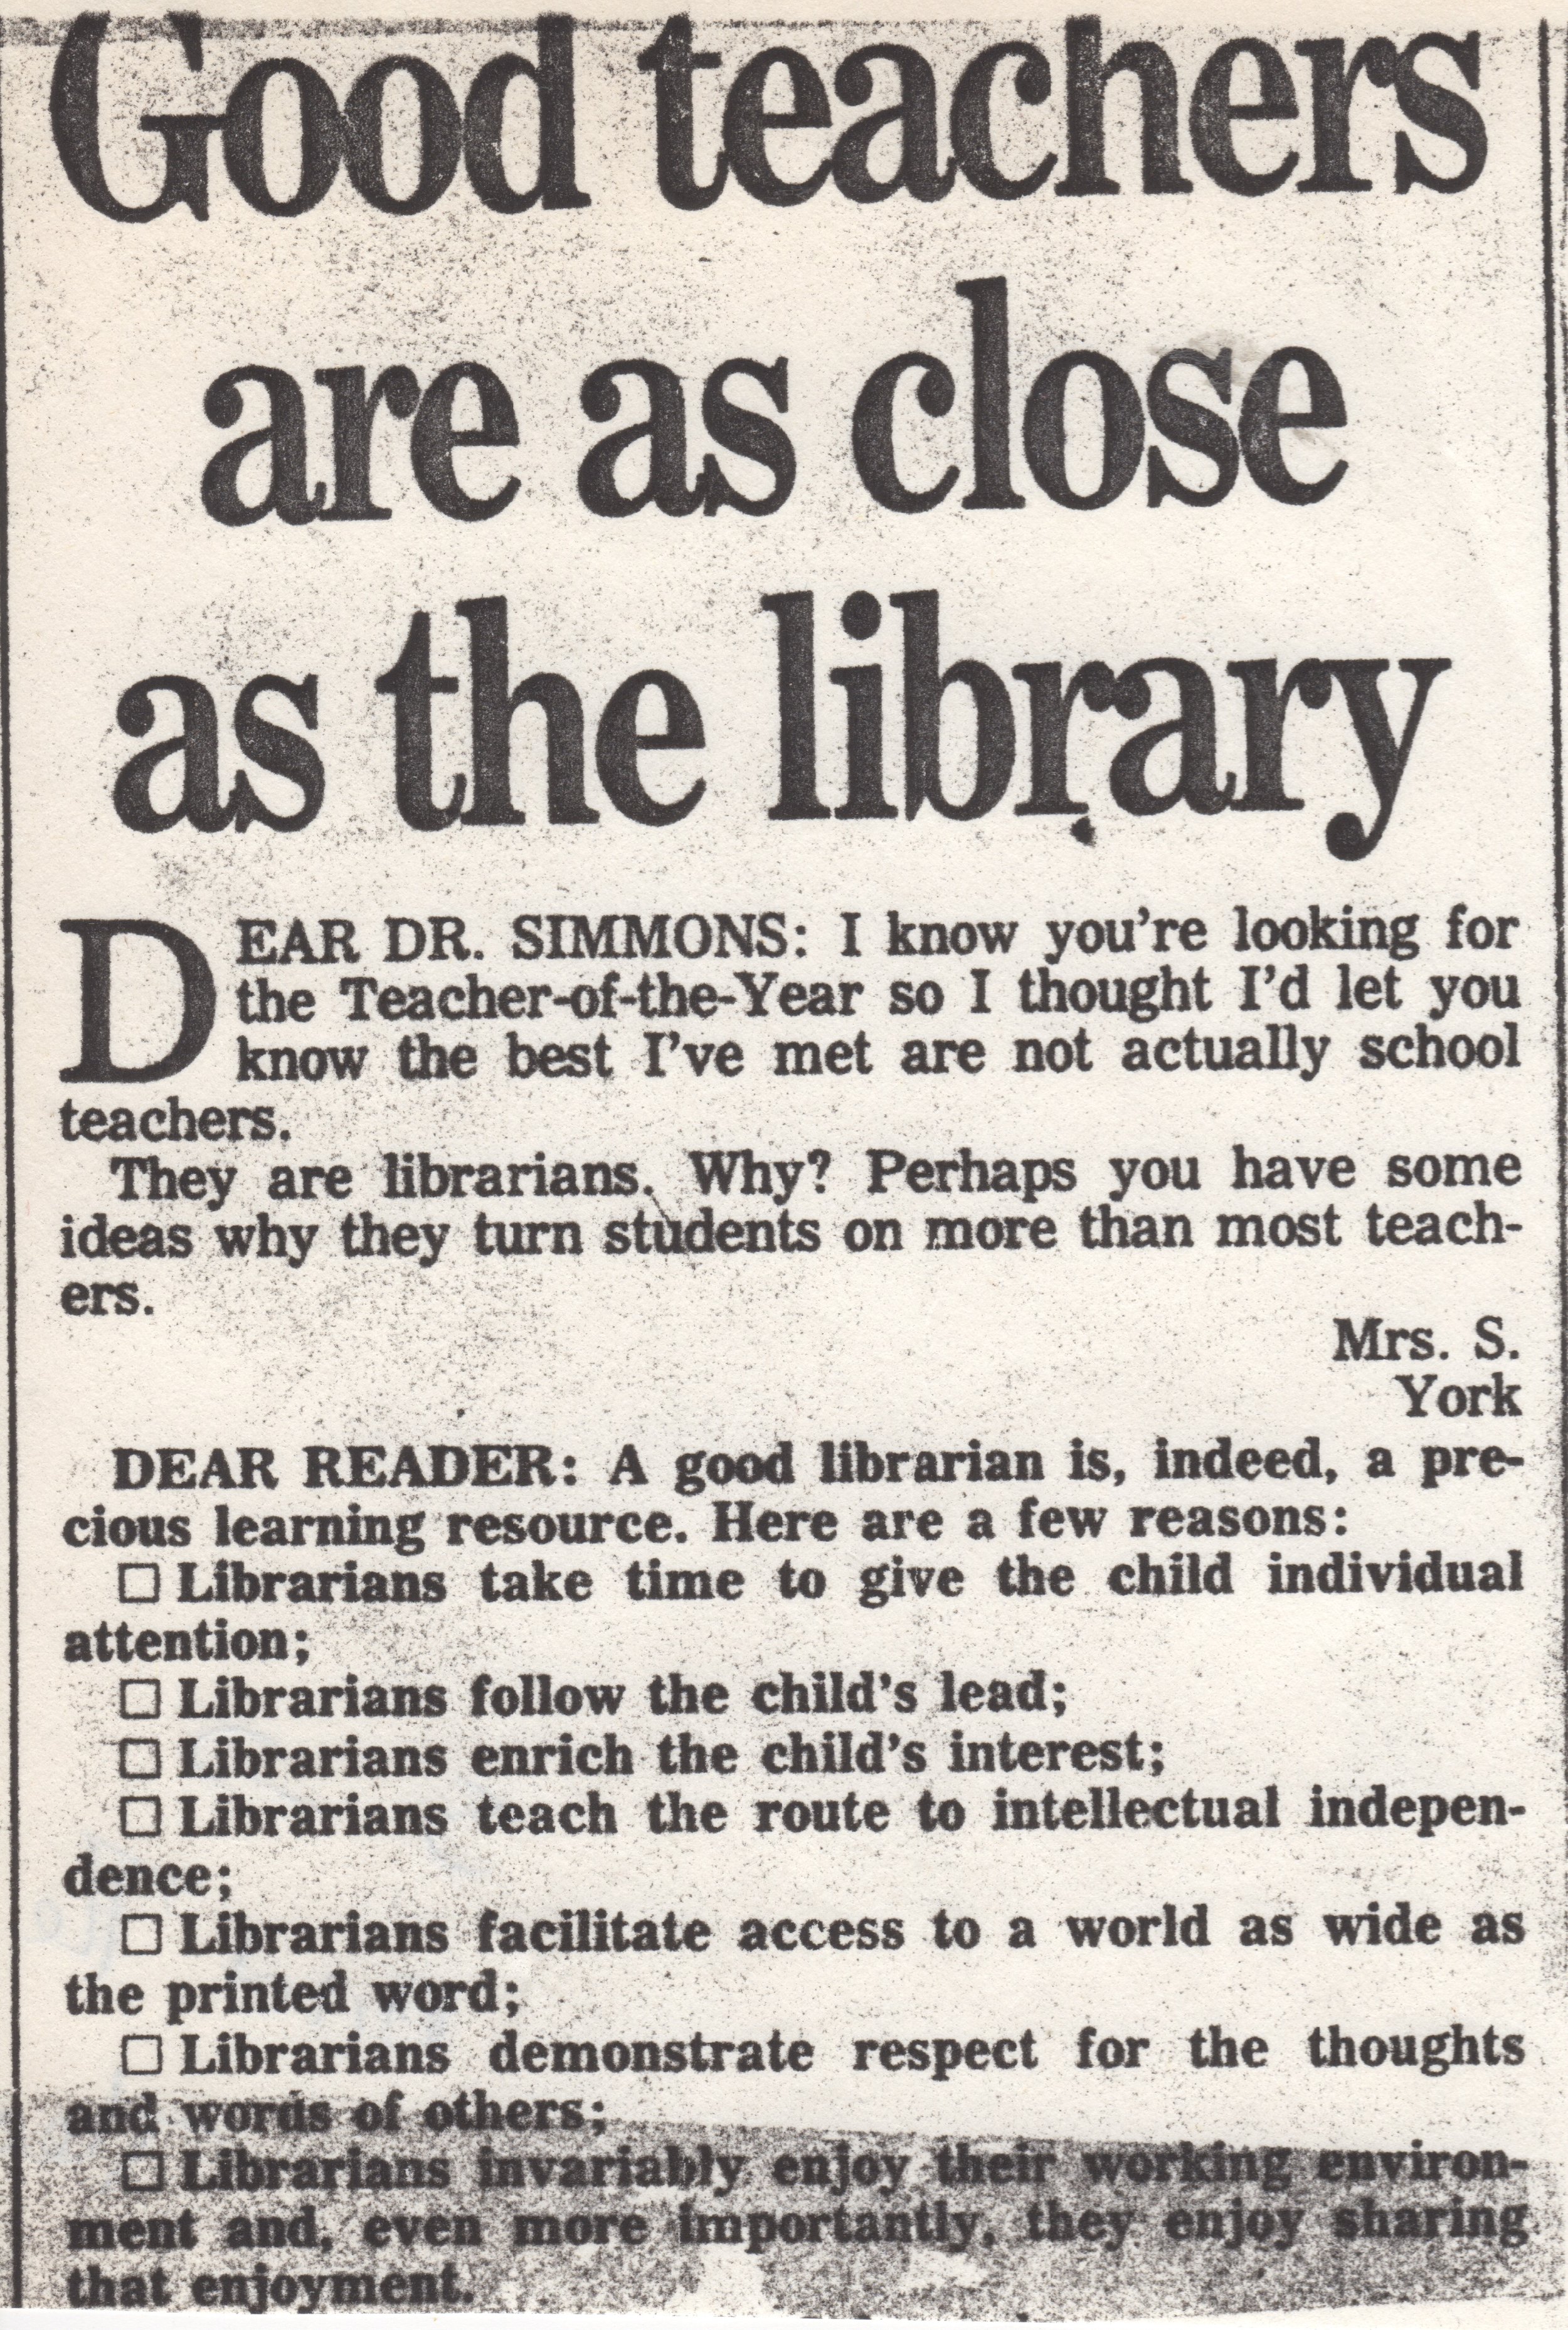 Good teachers
are as close
as the library
DEAR DR. SIMMONS: I know you're looking for
the Teacher-of-the-Year so I thought I'd let you
know the best I've met are not actually school
teachers.
They are librarians. Why? Perhaps you have some
ideas why they turn students on more than most teach-
ers.
Mrs. S.
York
DEAR READER: A good librarian is, indeed, a pre-
cious learning resource. Here are a few reasons:
☐ Librarians take time to give the child individual
attention;
☐ Librarians follow the child's lead;
☐ Librarians enrich the child's interest;
☐ Librarians teach the route to intellectual indepen-
dence;
☐ Librarians facilitate access to a world as wide as
the printed word;
☐ Librarians demonstrate respect for the thoughts
and words of others;
☐ Librarians invariably enjoy their working environ-
ment and, even more importantly, they enjoy sharing
that enjoyment.